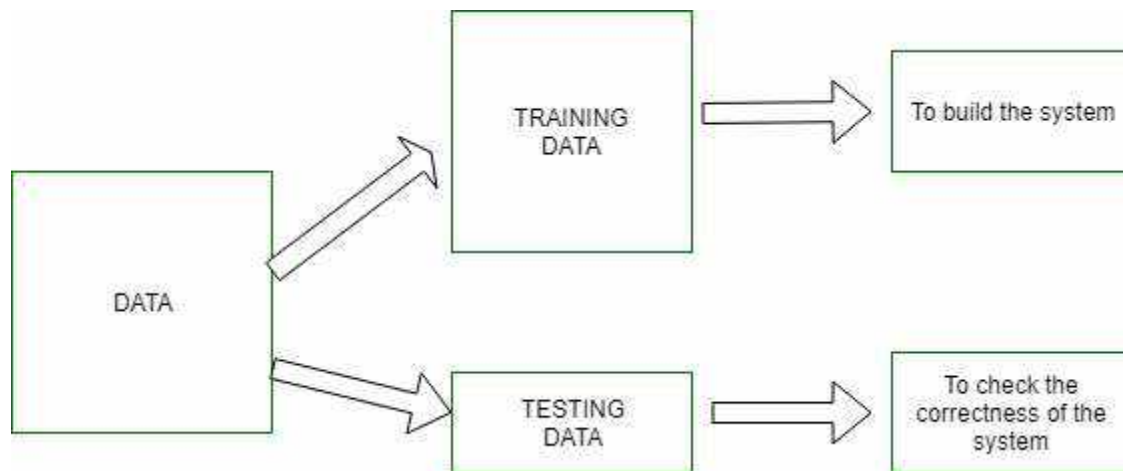 DATA
TRAINING
DATA
To build the system
TESTING
DATA
To check the
correctness of the
system